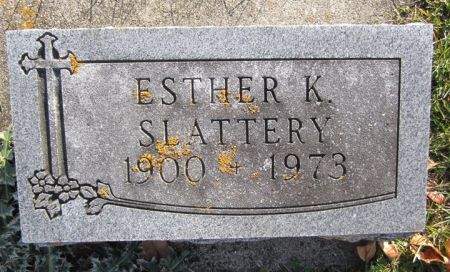 ESTHER K.
SLATTERY
1900 + 1973